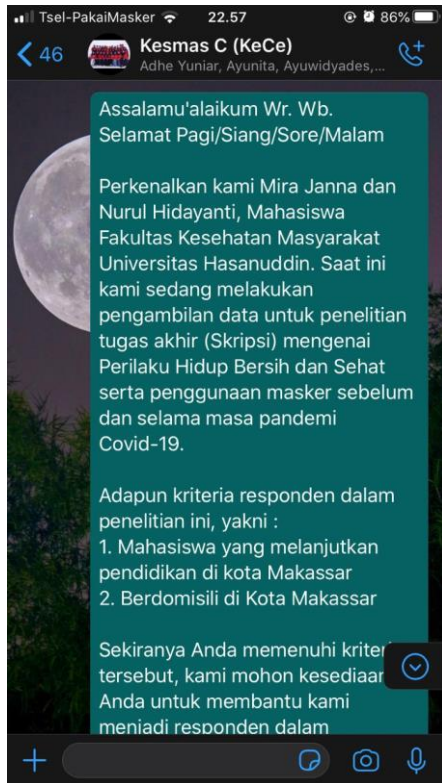 Tsel-PakaiMasker 22.57 86%
46 Kesmas C (KeCe)
Adhe Yuniar, Ayunita, Ayuwidyades,...
Assalamu'alaikum Wr. Wb.
Selamat Pagi/Siang/Sore/Malam
Perkenalkan kami Mira Janna dan
Nurul Hidayanti, Mahasiswa
Fakultas Kesehatan Masyarakat
Universitas Hasanuddin. Saat ini
kami sedang melakukan
pengambilan data untuk penelitian
tugas akhir (Skripsi) mengenai
Perilaku Hidup Bersih dan Sehat
serta penggunaan masker sebelum
dan selama masa pandemi
Covid-19.
Adapun kriteria responden dalam
penelitian ini, yakni :
1. Mahasiswa yang melanjutkan
pendidikan di kota Makassar
2. Berdomisili di Kota Makassar
Sekiranya Anda memenuhi kriteri
tersebut, kami mohon kesediaan
Anda untuk membantu kami
menjadi responden dalam